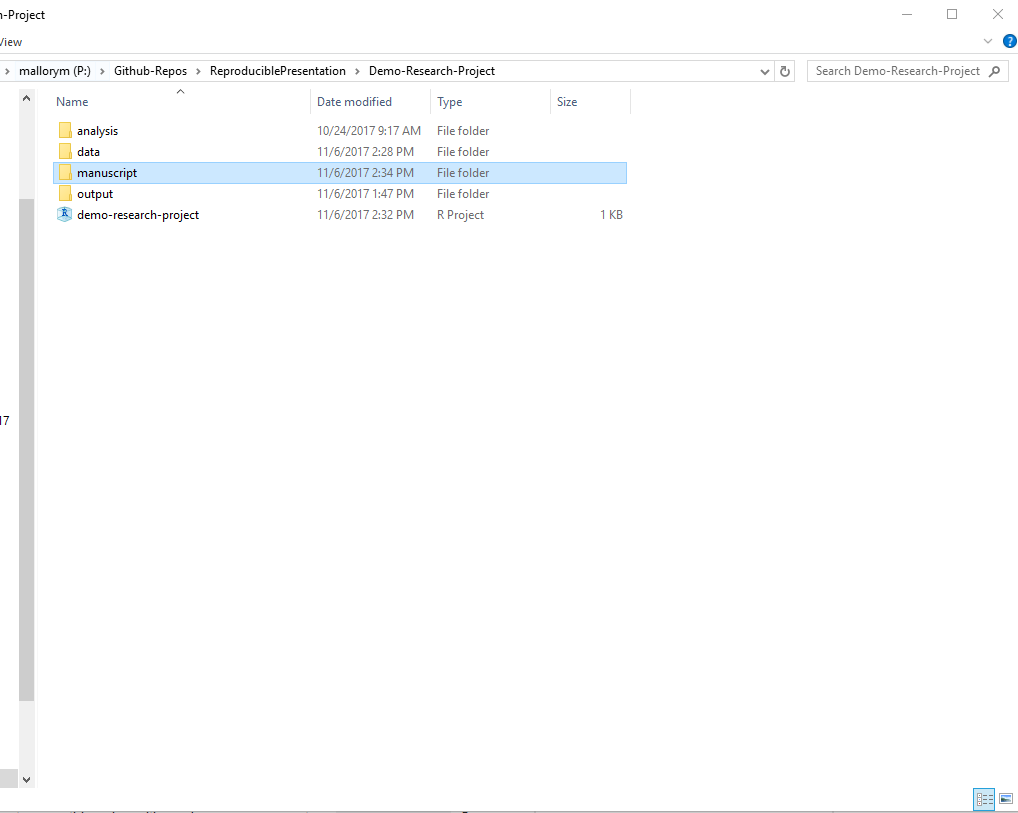 n-Project
View
mallorym (P:) > Github-Repos > ReproduciblePresentation > Demo-Research-Project
Search Demo-Research-Project
Name Date modified Type Size
analysis 10/24/2017 9:17 AM File folder
data 11/6/2017 2:28 PM File folder
manuscript 11/6/2017 2:34 PM File folder
output 11/6/2017 1:47 PM File folder
demo-research-project 11/6/2017 2:32 PM R Project 1 KB
17